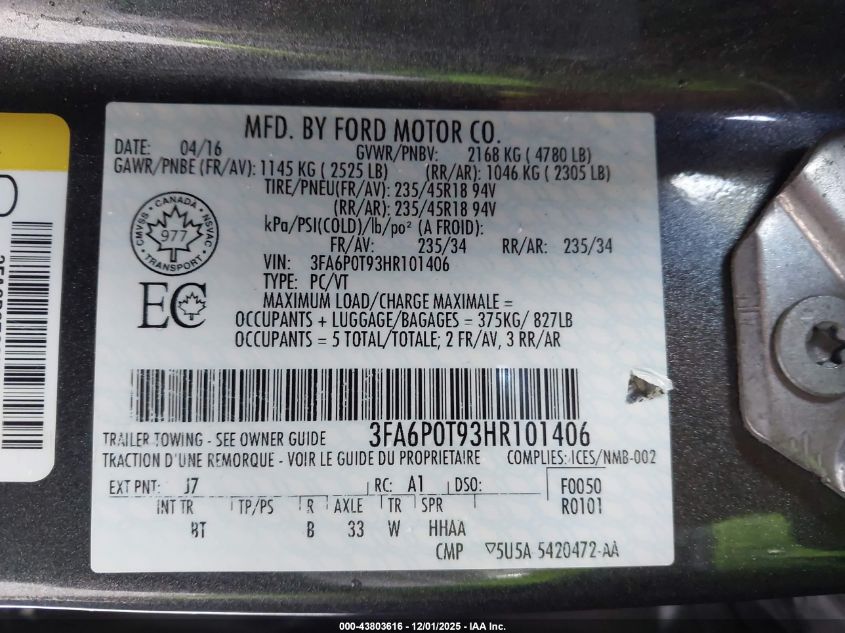 MFD. BY FORD MOTOR CO.
DATE: 04/16 GVWR/PNBV: 2168 KG ( 4780 LB)
GAWR/PNBE (FR/AV): 1145 KG ( 2525 LB) (RR/AR): 1046 KG ( 2305 LB)
TIRE/PNEU(FR/AV): 235/45R18 94V
(RR/AR): 235/45R18 94V
kPa/PSI(COLD)/lb/po² (A FROID):
FR/AV: 235/34 RR/AR: 235/34
CANADA
CMVSS NSVAC
977
TRANSPORT
VIN: 3FA6P0T93HR101406
TYPE: PC/VT
EC
MAXIMUM LOAD/CHARGE MAXIMALE =
OCCUPANTS + LUGGAGE/BAGAGES = 375KG/ 827LB
OCCUPANTS = 5 TOTAL/TOTALE; 2 FR/AV, 3 RR/AR
TRAILER TOWING - SEE OWNER GUIDE 3FA6P0T93HR101406
TRACTION D'UNE REMORQUE - VOIR LE GUIDE DU PROPRIETAIRE COMPLIES: ICES/NMB-002
EXT PNT: J7 RC: A1 DSO: F0050
INT TR TP/PS R AXLE TR SPR R0101
BT B 33 W HHAA
CMP ▽5U5A 5420472-AA
000-43803616 - 12/01/2025 - IAA Inc.